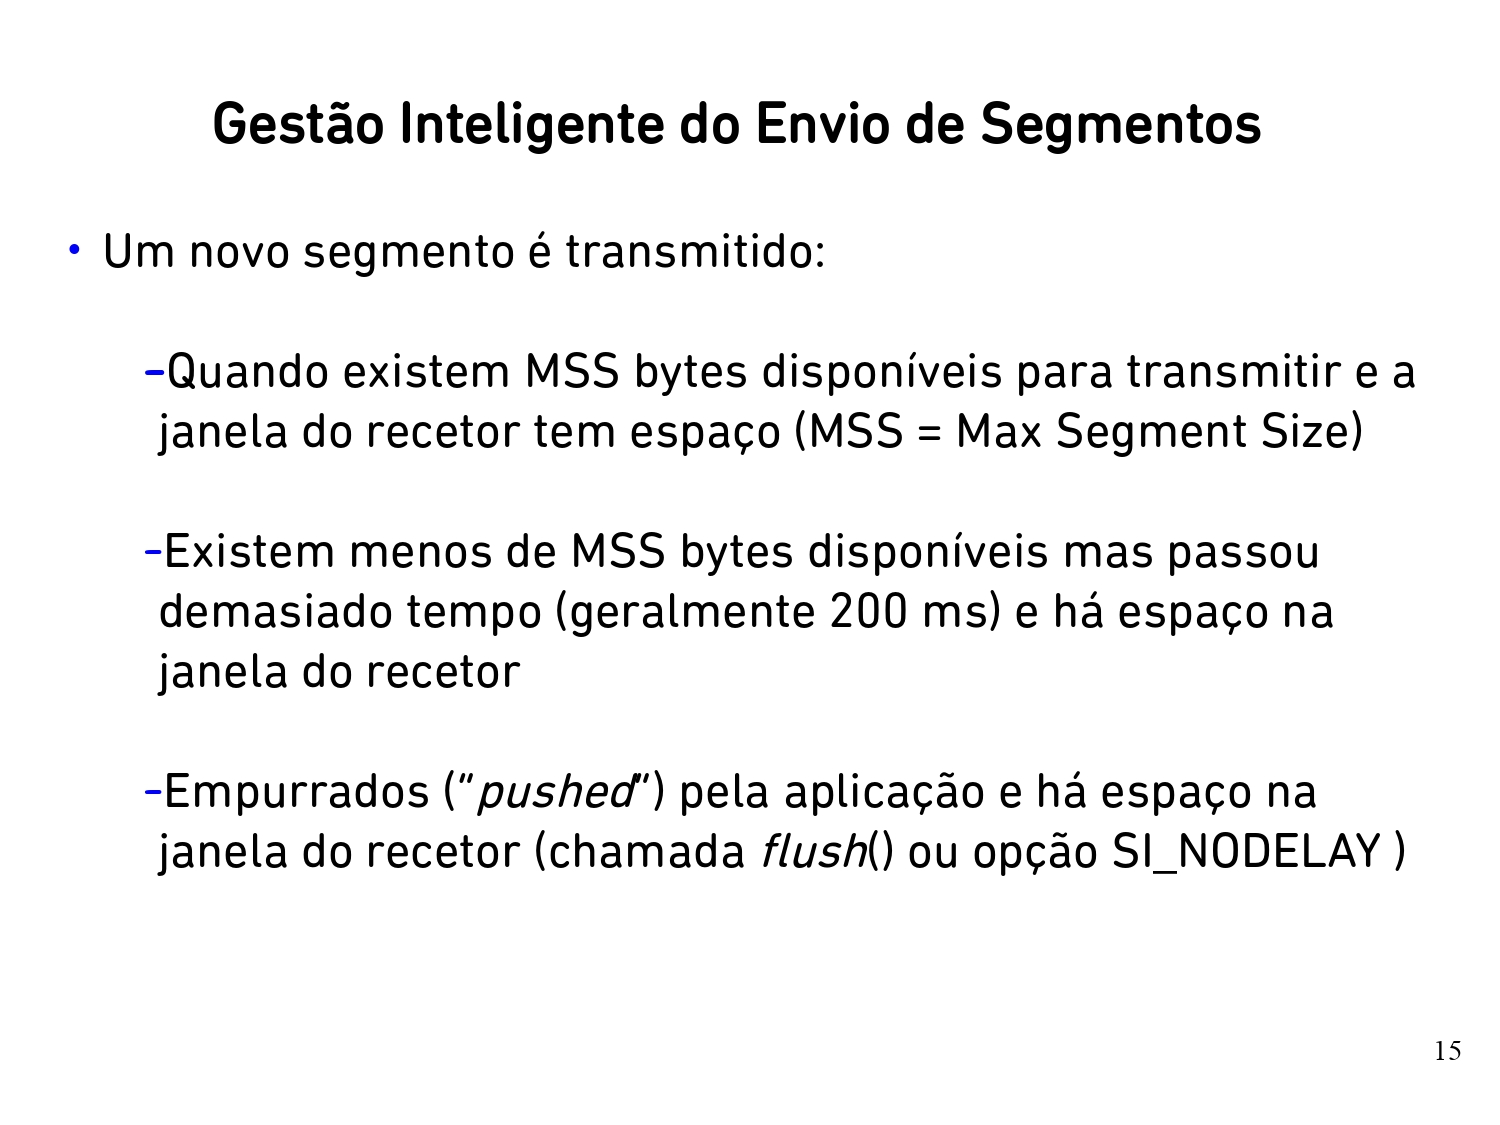 Gestão Inteligente do Envio de Segmentos
• Um novo segmento é transmitido:
-Quando existem MSS bytes disponíveis para transmitir e a
janela do recetor tem espaço (MSS = Max Segment Size)
-Existem menos de MSS bytes disponíveis mas passou
demasiado tempo (geralmente 200 ms) e há espaço na
janela do recetor
-Empurrados ("pushed") pela aplicação e há espaço na
janela do recetor (chamada flush() ou opção SI_NODELAY )
15